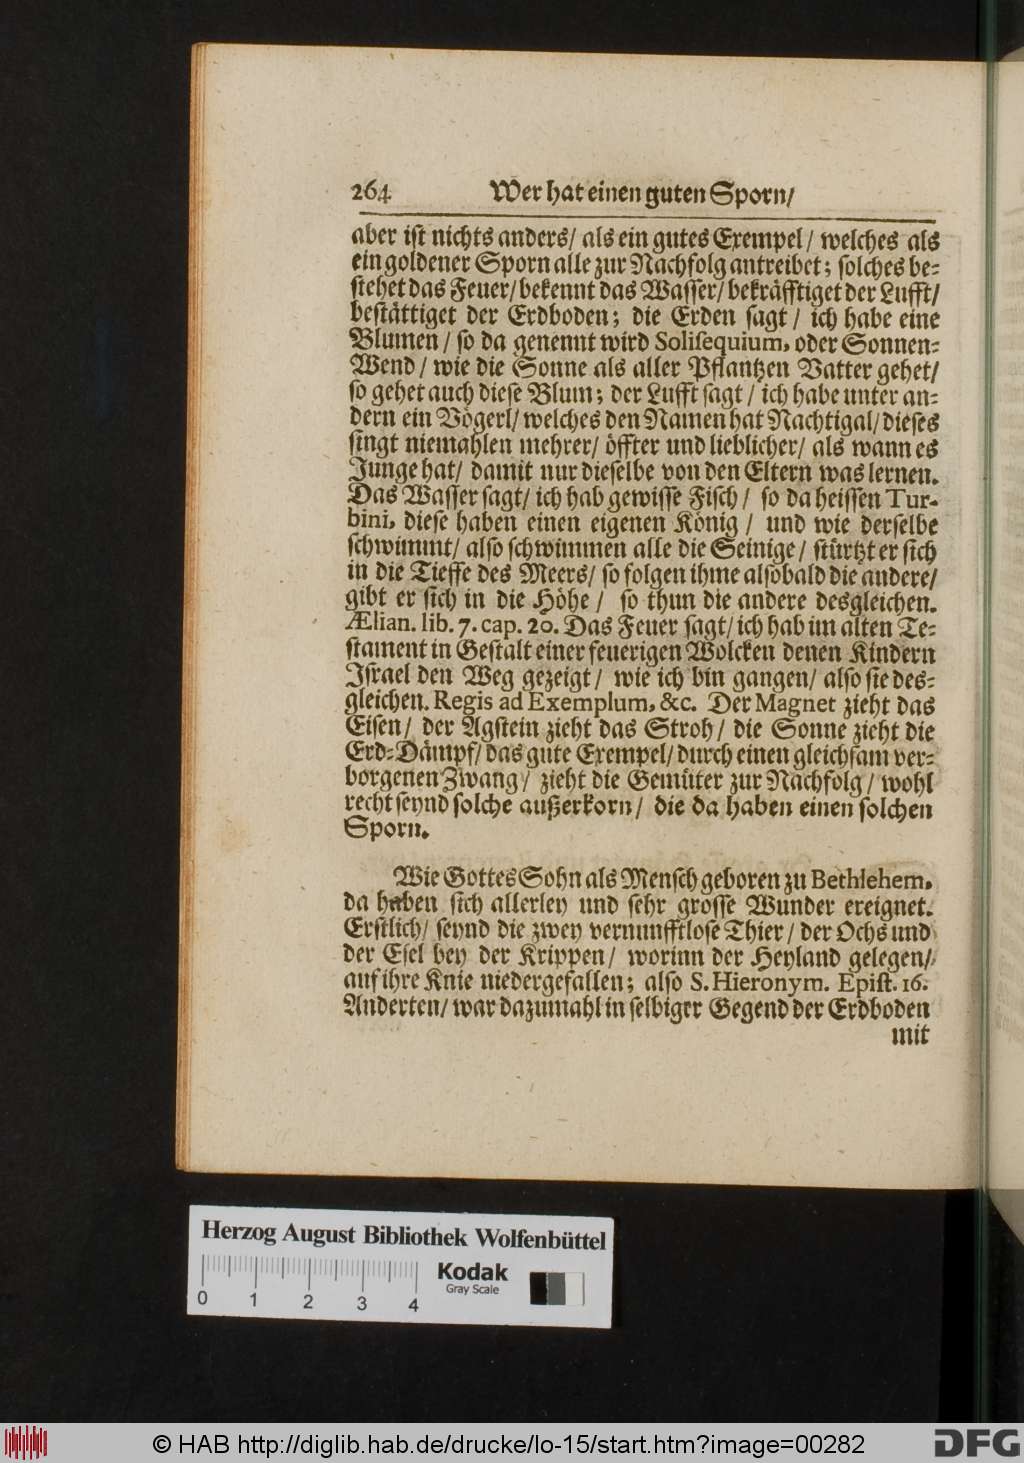 264 Wer hat einen guten Sporn/
aber ist nichts anders/ als ein gutes Exempel/ welches als
ein goldener Sporn alle zur Nachfolg antreibet; solches be-
stehet das Feuer/ bekennt das Wasser/ bekräfftiget der Lufft/
bestättiget der Erdboden; die Erden sagt/ ich habe eine
Blumen/ so da genennt wird Solisequium, oder Sonnen-
Wend/ wie die Sonne als aller Pflantzen Vatter gehet/
so gehet auch diese Blum; der Lufft sagt/ ich habe unter an-
dern ein Vögerl/ welches den Namen hat Nachtigal/ dieses
singt niemahlen mehrer/ öffter und lieblicher/ als wann es
Junge hat/ damit nur dieselbe von den Eltern was lernen.
Das Wasser sagt/ ich hab gewisse Fisch/ so da heissen Tur-
bini, diese haben einen eigenen König/ und wie derselbe
schwimmt/ also schwimmen alle die Seinige/ stürtzt er sich
in die Tieffe des Meers/ so folgen ihme alsobald die andere/
gibt er sich in die Höhe/ so thun die andere desgleichen.
Ælian. lib. 7. cap. 20. Das Feuer sagt/ ich hab im alten Te-
stament in Gestalt einer feuerigen Wolcken denen Kindern
Israel den Weg gezeigt/ wie ich bin gangen/ also sie des-
gleichen. Regis ad Exemplum, &c. Der Magnet zieht das
Eisen/ der Agstein zieht das Stroh/ die Sonne zieht die
Erd-Dämpf/ das gute Exempel/ durch einen gleichsam ver-
borgenen Zwang/ zieht die Gemüter zur Nachfolg/ wohl
recht seynd solche außerkorn/ die da haben einen solchen
Sporn.
Wie Gottes Sohn als Mensch geboren zu Bethlehem,
da haben sich allerley und sehr grosse Wunder ereignet.
Erstlich/ seynd die zwey vernunfftlose Thier/ der Ochs und
der Esel bey der Krippen/ worinn der Heyland gelegen/
auf ihre Knie niedergefallen; also S. Hieronym. Epist. 16.
Anderten/ war dazumahl in selbiger Gegend der Erdboden
mit
Herzog August Bibliothek Wolfenbüttel
Kodak
Gray Scale
0 1 2 3 4
© HAB http://diglib.hab.de/drucke/lo-15/start.htm?image=00282
DFG